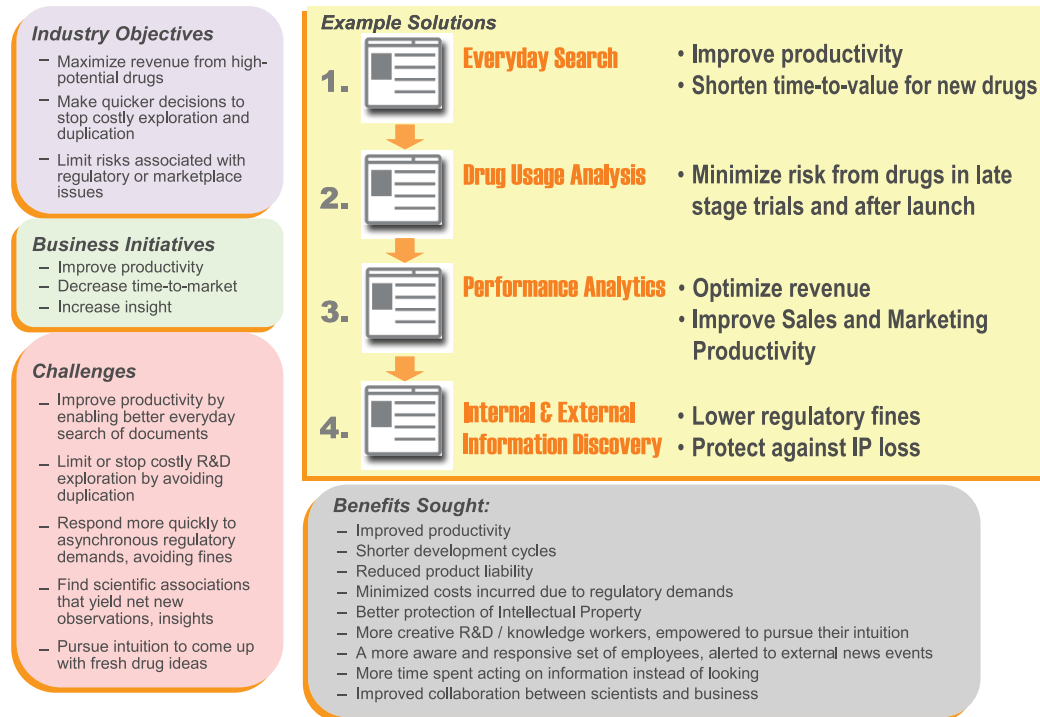 Industry Objectives
– Maximize revenue from high-
potential drugs
– Make quicker decisions to
stop costly exploration and
duplication
– Limit risks associated with
regulatory or marketplace
issues
Business Initiatives
– Improve productivity
– Decrease time-to-market
– Increase insight
Challenges
– Improve productivity by
enabling better everyday
search of documents
– Limit or stop costly R&D
exploration by avoiding
duplication
– Respond more quickly to
asynchronous regulatory
demands, avoiding fines
– Find scientific associations
that yield net new
observations, insights
– Pursue intuition to come up
with fresh drug ideas
Example Solutions
1. Everyday Search
• Improve productivity
• Shorten time-to-value for new drugs
2. Drug Usage Analysis
• Minimize risk from drugs in late
stage trials and after launch
3. Performance Analytics
• Optimize revenue
• Improve Sales and Marketing
Productivity
4. Internal & External
Information Discovery
• Lower regulatory fines
• Protect against IP loss
Benefits Sought:
– Improved productivity
– Shorter development cycles
– Reduced product liability
– Minimized costs incurred due to regulatory demands
– Better protection of Intellectual Property
– More creative R&D / knowledge workers, empowered to pursue their intuition
– A more aware and responsive set of employees, alerted to external news events
– More time spent acting on information instead of looking
– Improved collaboration between scientists and business